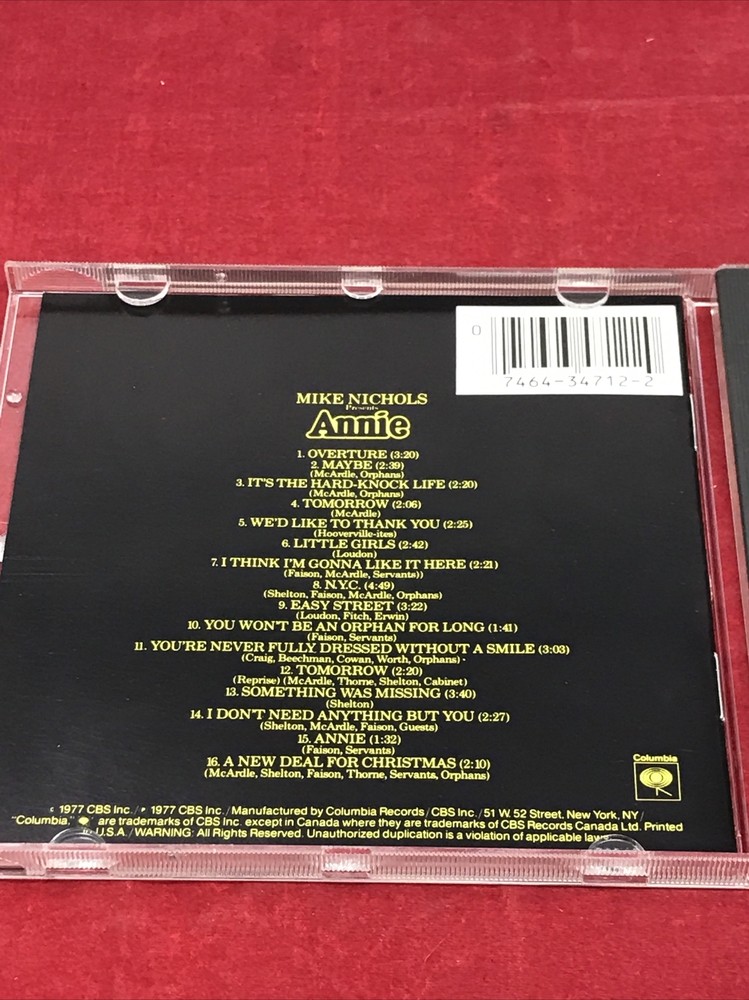 0
7464-34712-2
MIKE NICHOLS
Presents
Annie
1. OVERTURE (3:20)
2. MAYBE (2:39)
(McArdle, Orphans)
3. IT'S THE HARD-KNOCK LIFE (2:20)
(McArdle, Orphans)
4. TOMORROW (2:06)
(McArdle)
5. WE'D LIKE TO THANK YOU (2:25)
(Hooverville-ites)
6. LITTLE GIRLS (2:42)
(Loudon)
7. I THINK I'M GONNA LIKE IT HERE (2:21)
(Faison, McArdle, Servants))
8. N.Y.C. (4:49)
(Shelton, Faison, McArdle, Orphans)
9. EASY STREET (3:22)
(Loudon, Fitch, Erwin)
10. YOU WON'T BE AN ORPHAN FOR LONG (1:41)
(Faison, Servants)
11. YOU'RE NEVER FULLY DRESSED WITHOUT A SMILE (3:03)
(Craig, Beechman, Cowan, Worth, Orphans)
12. TOMORROW (2:20)
(Reprise) (McArdle, Thorne, Shelton, Cabinet)
13. SOMETHING WAS MISSING (3:40)
(Shelton)
14. I DON'T NEED ANYTHING BUT YOU (2:27)
(Shelton, McArdle, Faison, Guests)
15. ANNIE (1:32)
(Faison, Servants)
16. A NEW DEAL FOR CHRISTMAS (2:10)
(McArdle, Shelton, Faison, Thorne, Servants, Orphans)
Columbia
© 1977 CBS Inc./℗ 1977 CBS Inc./Manufactured by Columbia Records/CBS Inc./51 W. 52 Street, New York, NY/
"Columbia," are trademarks of CBS Inc. except in Canada where they are trademarks of CBS Records Canada Ltd. Printed
in U.S.A./WARNING: All Rights Reserved. Unauthorized duplication is a violation of applicable laws.